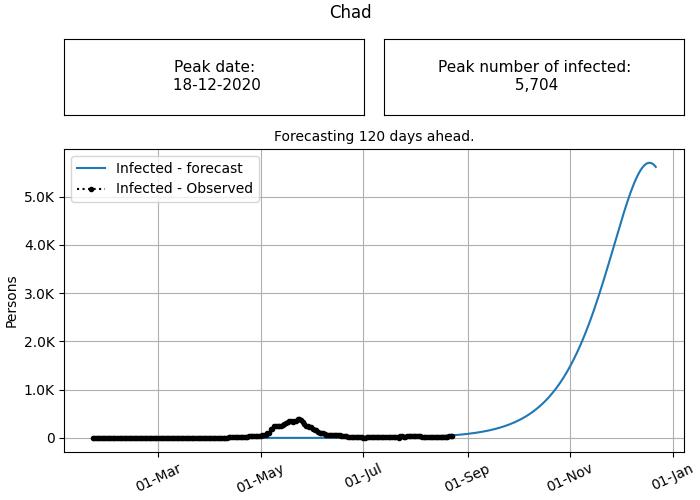 Chad
Peak date:
18-12-2020
Peak number of infected:
5,704
Forecasting 120 days ahead.
Infected - forecast
Infected - Observed
5.0K
4.0K
3.0K
2.0K
1.0K
0
Persons
01-Mar
01-May
01-Jul
01-Sep
01-Nov
01-Jan